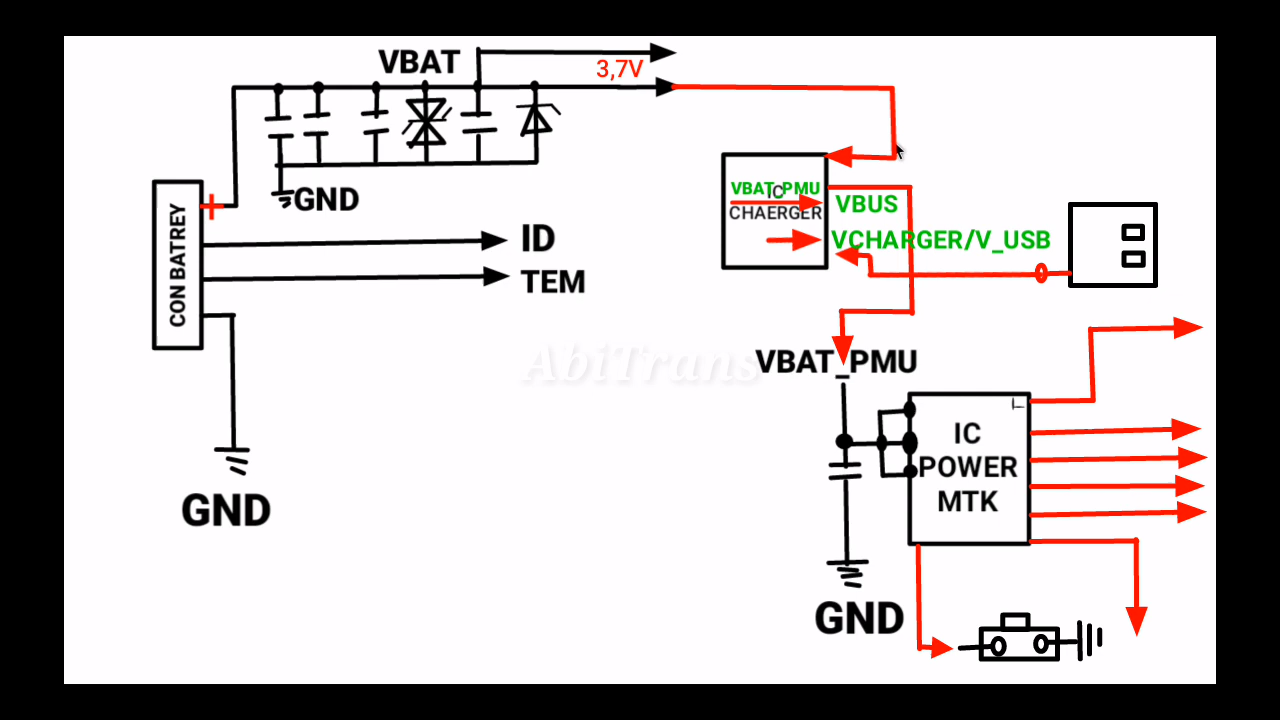 VBAT
3,7V
+
GND
CON BATREY
ID
TEM
GND
VBAT_PMU
IC
CHAERGER
VBUS
VCHARGER/V_USB
AbiTrans
VBAT_PMU
IC
POWER
MTK
GND